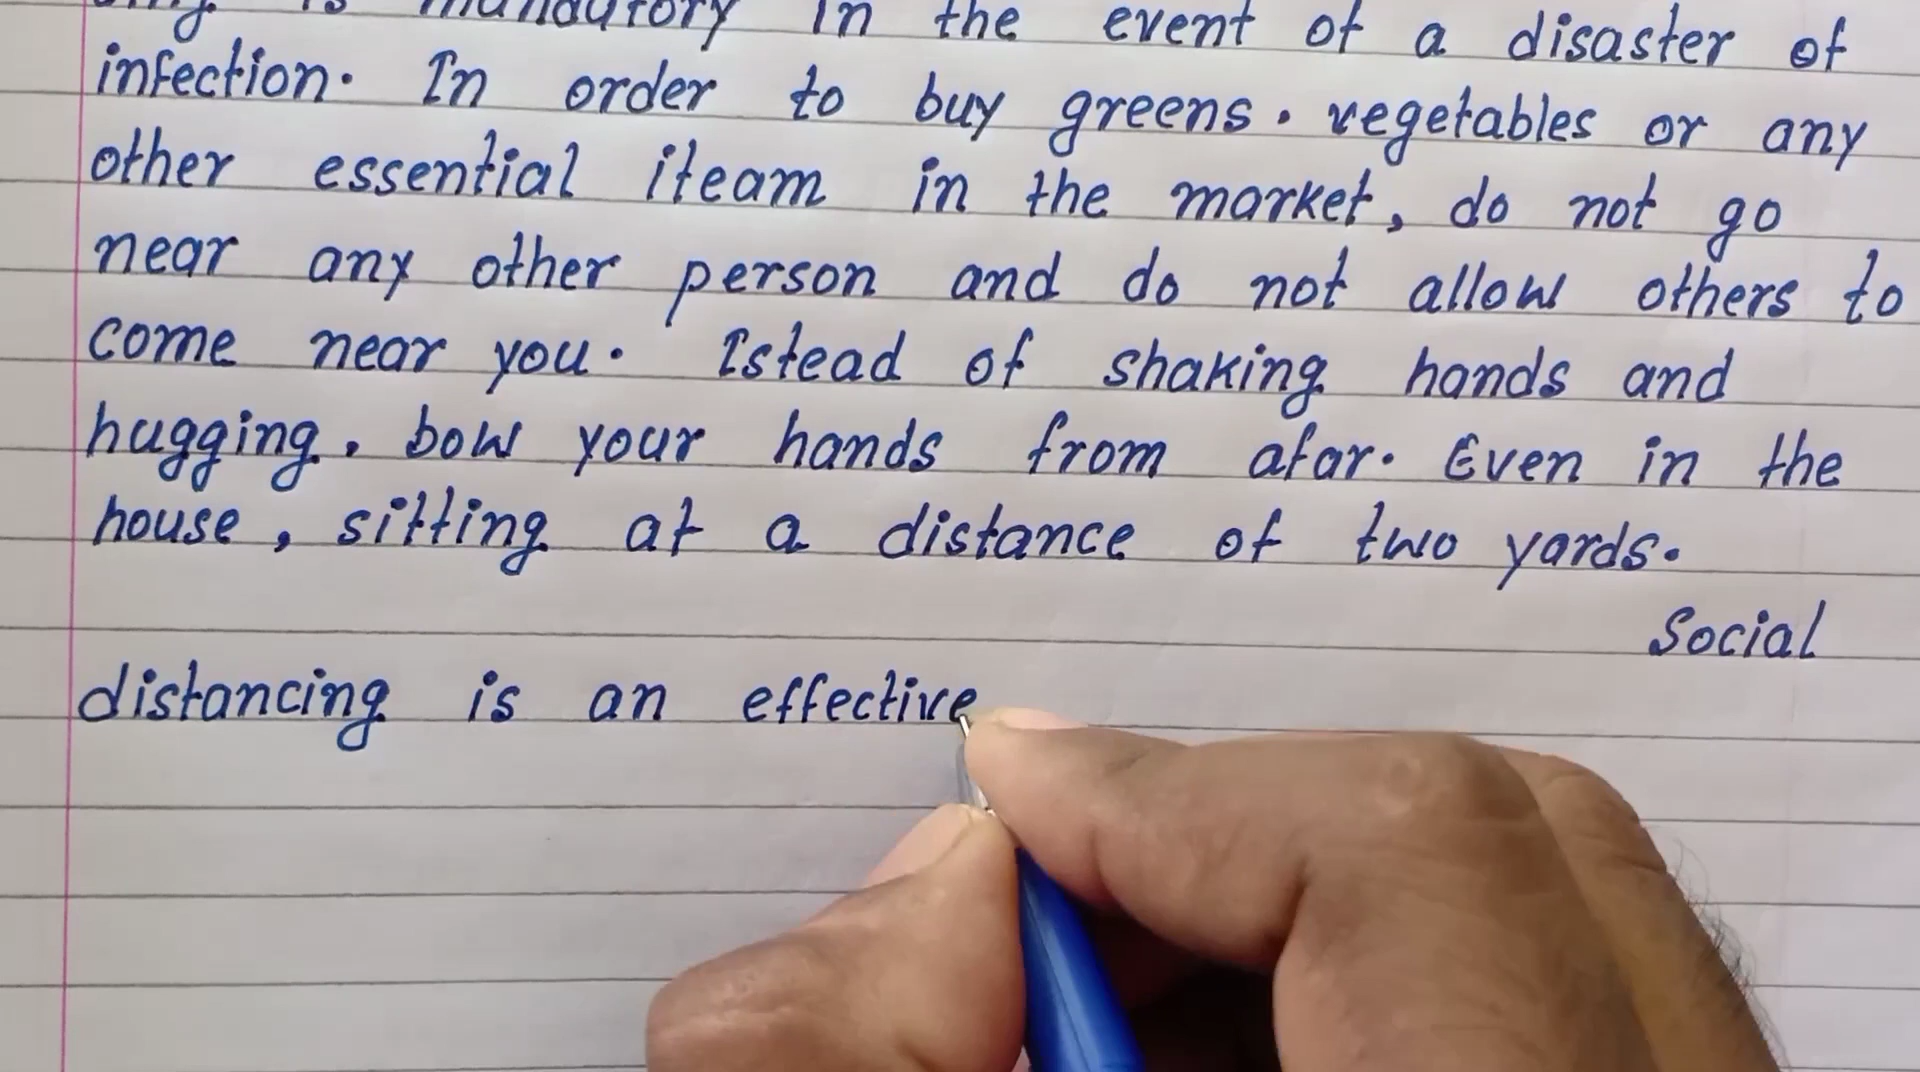 is mandatory in the event of a disaster of
infection. In order to buy greens. vegetables or any
other essential iteam in the market, do not go
near any other person and do not allow others to
come near you. Istead of shaking hands and
hugging. bow your hands from afar. Even in the
house, sitting at a distance of two yards.
Social
distancing is an effective